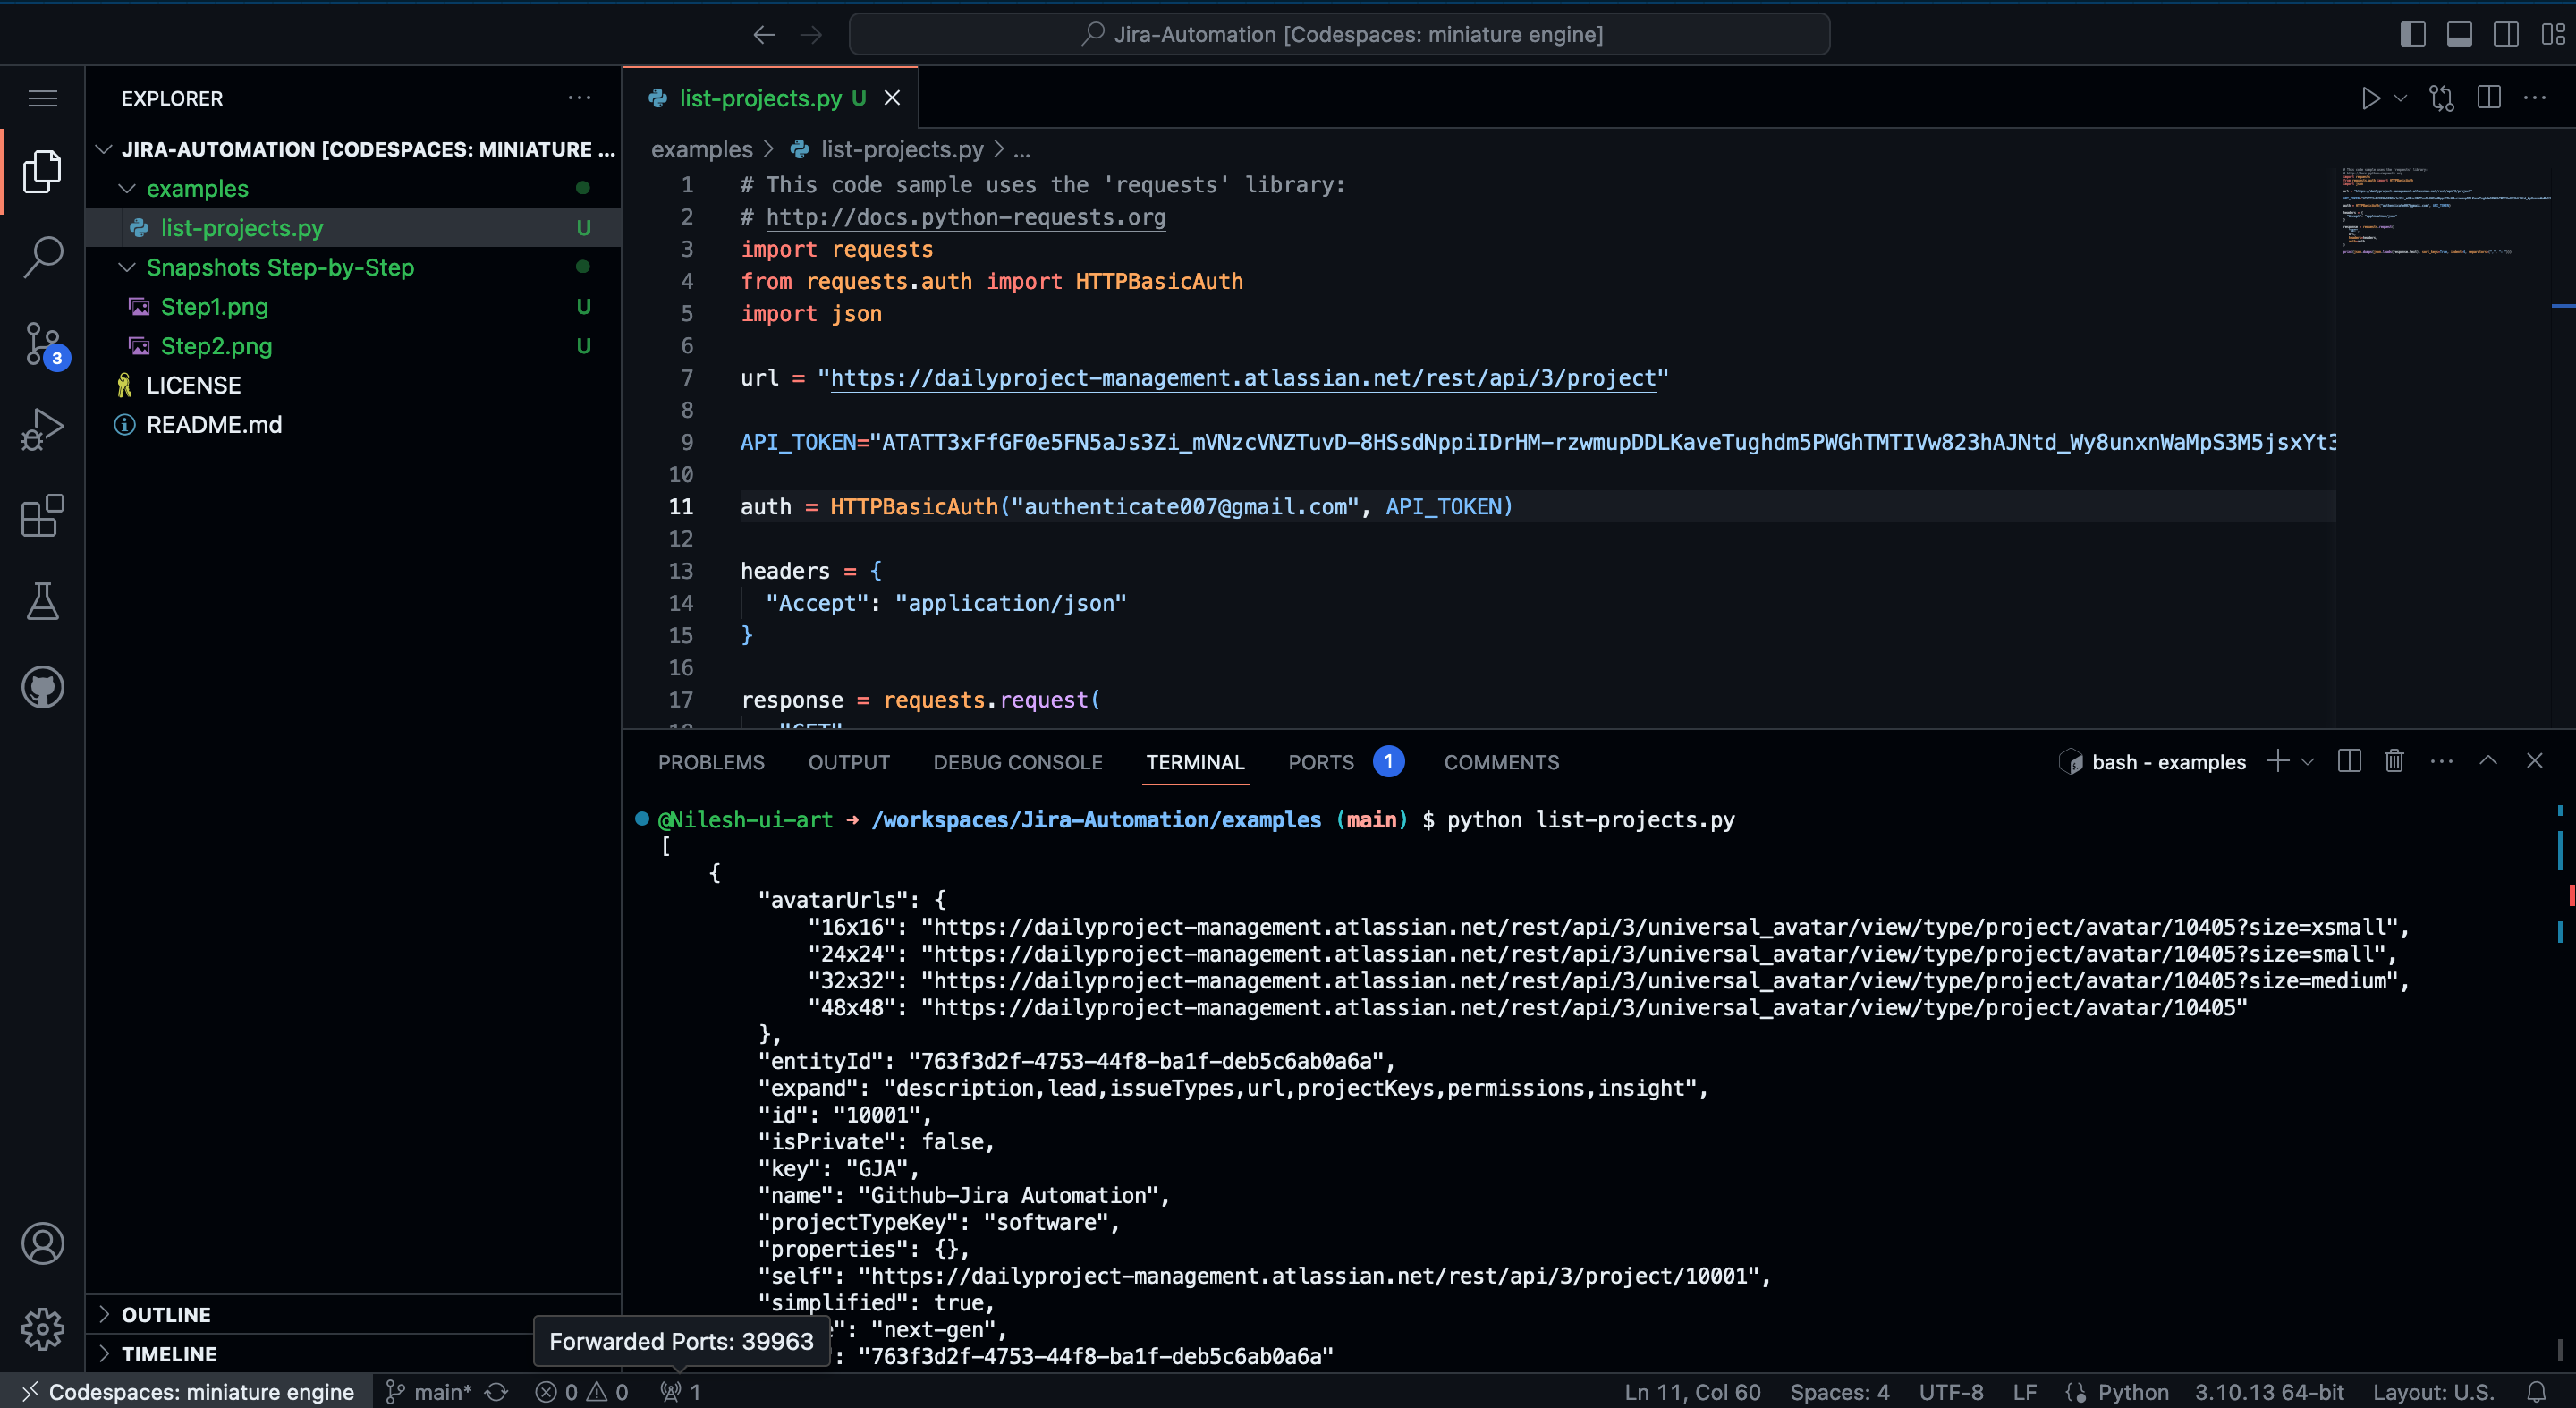 Jira-Automation [Codespaces: miniature engine]
EXPLORER
JIRA-AUTOMATION [CODESPACES: MINIATURE ...
examples
list-projects.py U
Snapshots Step-by-Step
Step1.png U
Step2.png U
LICENSE
README.md
3
OUTLINE
TIMELINE
list-projects.py U
examples > list-projects.py > ...
1 # This code sample uses the 'requests' library:
2 # http://docs.python-requests.org
3 import requests
4 from requests.auth import HTTPBasicAuth
5 import json
6
7 url = "https://dailyproject-management.atlassian.net/rest/api/3/project"
8
9 API_TOKEN="ATATT3xFfGF0e5FN5aJs3Zi_mVNzcVNZTuvD-8HSsdNppiIDrHM-rzwmupDDLKaveTughdm5PWGhTMTIVw823hAJNtd_Wy8unxnWaMpS3M5jsxYt3
10
11 auth = HTTPBasicAuth("authenticate007@gmail.com", API_TOKEN)
12
13 headers = {
14 "Accept": "application/json"
15 }
16
17 response = requests.request(
18 "GET"
PROBLEMS OUTPUT DEBUG CONSOLE TERMINAL PORTS 1 COMMENTS
bash - examples
@Nilesh-ui-art → /workspaces/Jira-Automation/examples (main) $ python list-projects.py
[
{
"avatarUrls": {
"16x16": "https://dailyproject-management.atlassian.net/rest/api/3/universal_avatar/view/type/project/avatar/10405?size=xsmall",
"24x24": "https://dailyproject-management.atlassian.net/rest/api/3/universal_avatar/view/type/project/avatar/10405?size=small",
"32x32": "https://dailyproject-management.atlassian.net/rest/api/3/universal_avatar/view/type/project/avatar/10405?size=medium",
"48x48": "https://dailyproject-management.atlassian.net/rest/api/3/universal_avatar/view/type/project/avatar/10405"
},
"entityId": "763f3d2f-4753-44f8-ba1f-deb5c6ab0a6a",
"expand": "description,lead,issueTypes,url,projectKeys,permissions,insight",
"id": "10001",
"isPrivate": false,
"key": "GJA",
"name": "Github-Jira Automation",
"projectTypeKey": "software",
"properties": {},
"self": "https://dailyproject-management.atlassian.net/rest/api/3/project/10001",
"simplified": true,
": "next-gen",
: "763f3d2f-4753-44f8-ba1f-deb5c6ab0a6a"
Forwarded Ports: 39963
Codespaces: miniature engine main* 0 0 1
Ln 11, Col 60 Spaces: 4 UTF-8 LF Python 3.10.13 64-bit Layout: U.S.